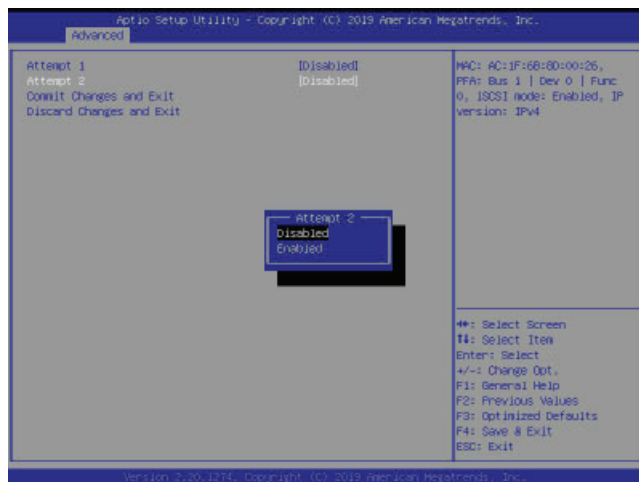 Aptio Setup Utility - Copyright (C) 2019 American Megatrends, Inc.
Advanced
Attempt 1 [Disabled]
Attempt 2 [Disabled]
Commit Changes and Exit
Discard Changes and Exit
MAC: AC:1F:6B:8D:00:26,
PFA: Bus 1 | Dev 0 | Func
0, iSCSI mode: Enabled, IP
version: IPv4
Attempt 2
Disabled
Enabled
→←: Select Screen
↑↓: Select Item
Enter: Select
+/-: Change Opt.
F1: General Help
F2: Previous Values
F3: Optimized Defaults
F4: Save & Exit
ESC: Exit
Version 2.20.1274. Copyright (C) 2019 American Megatrends, Inc.